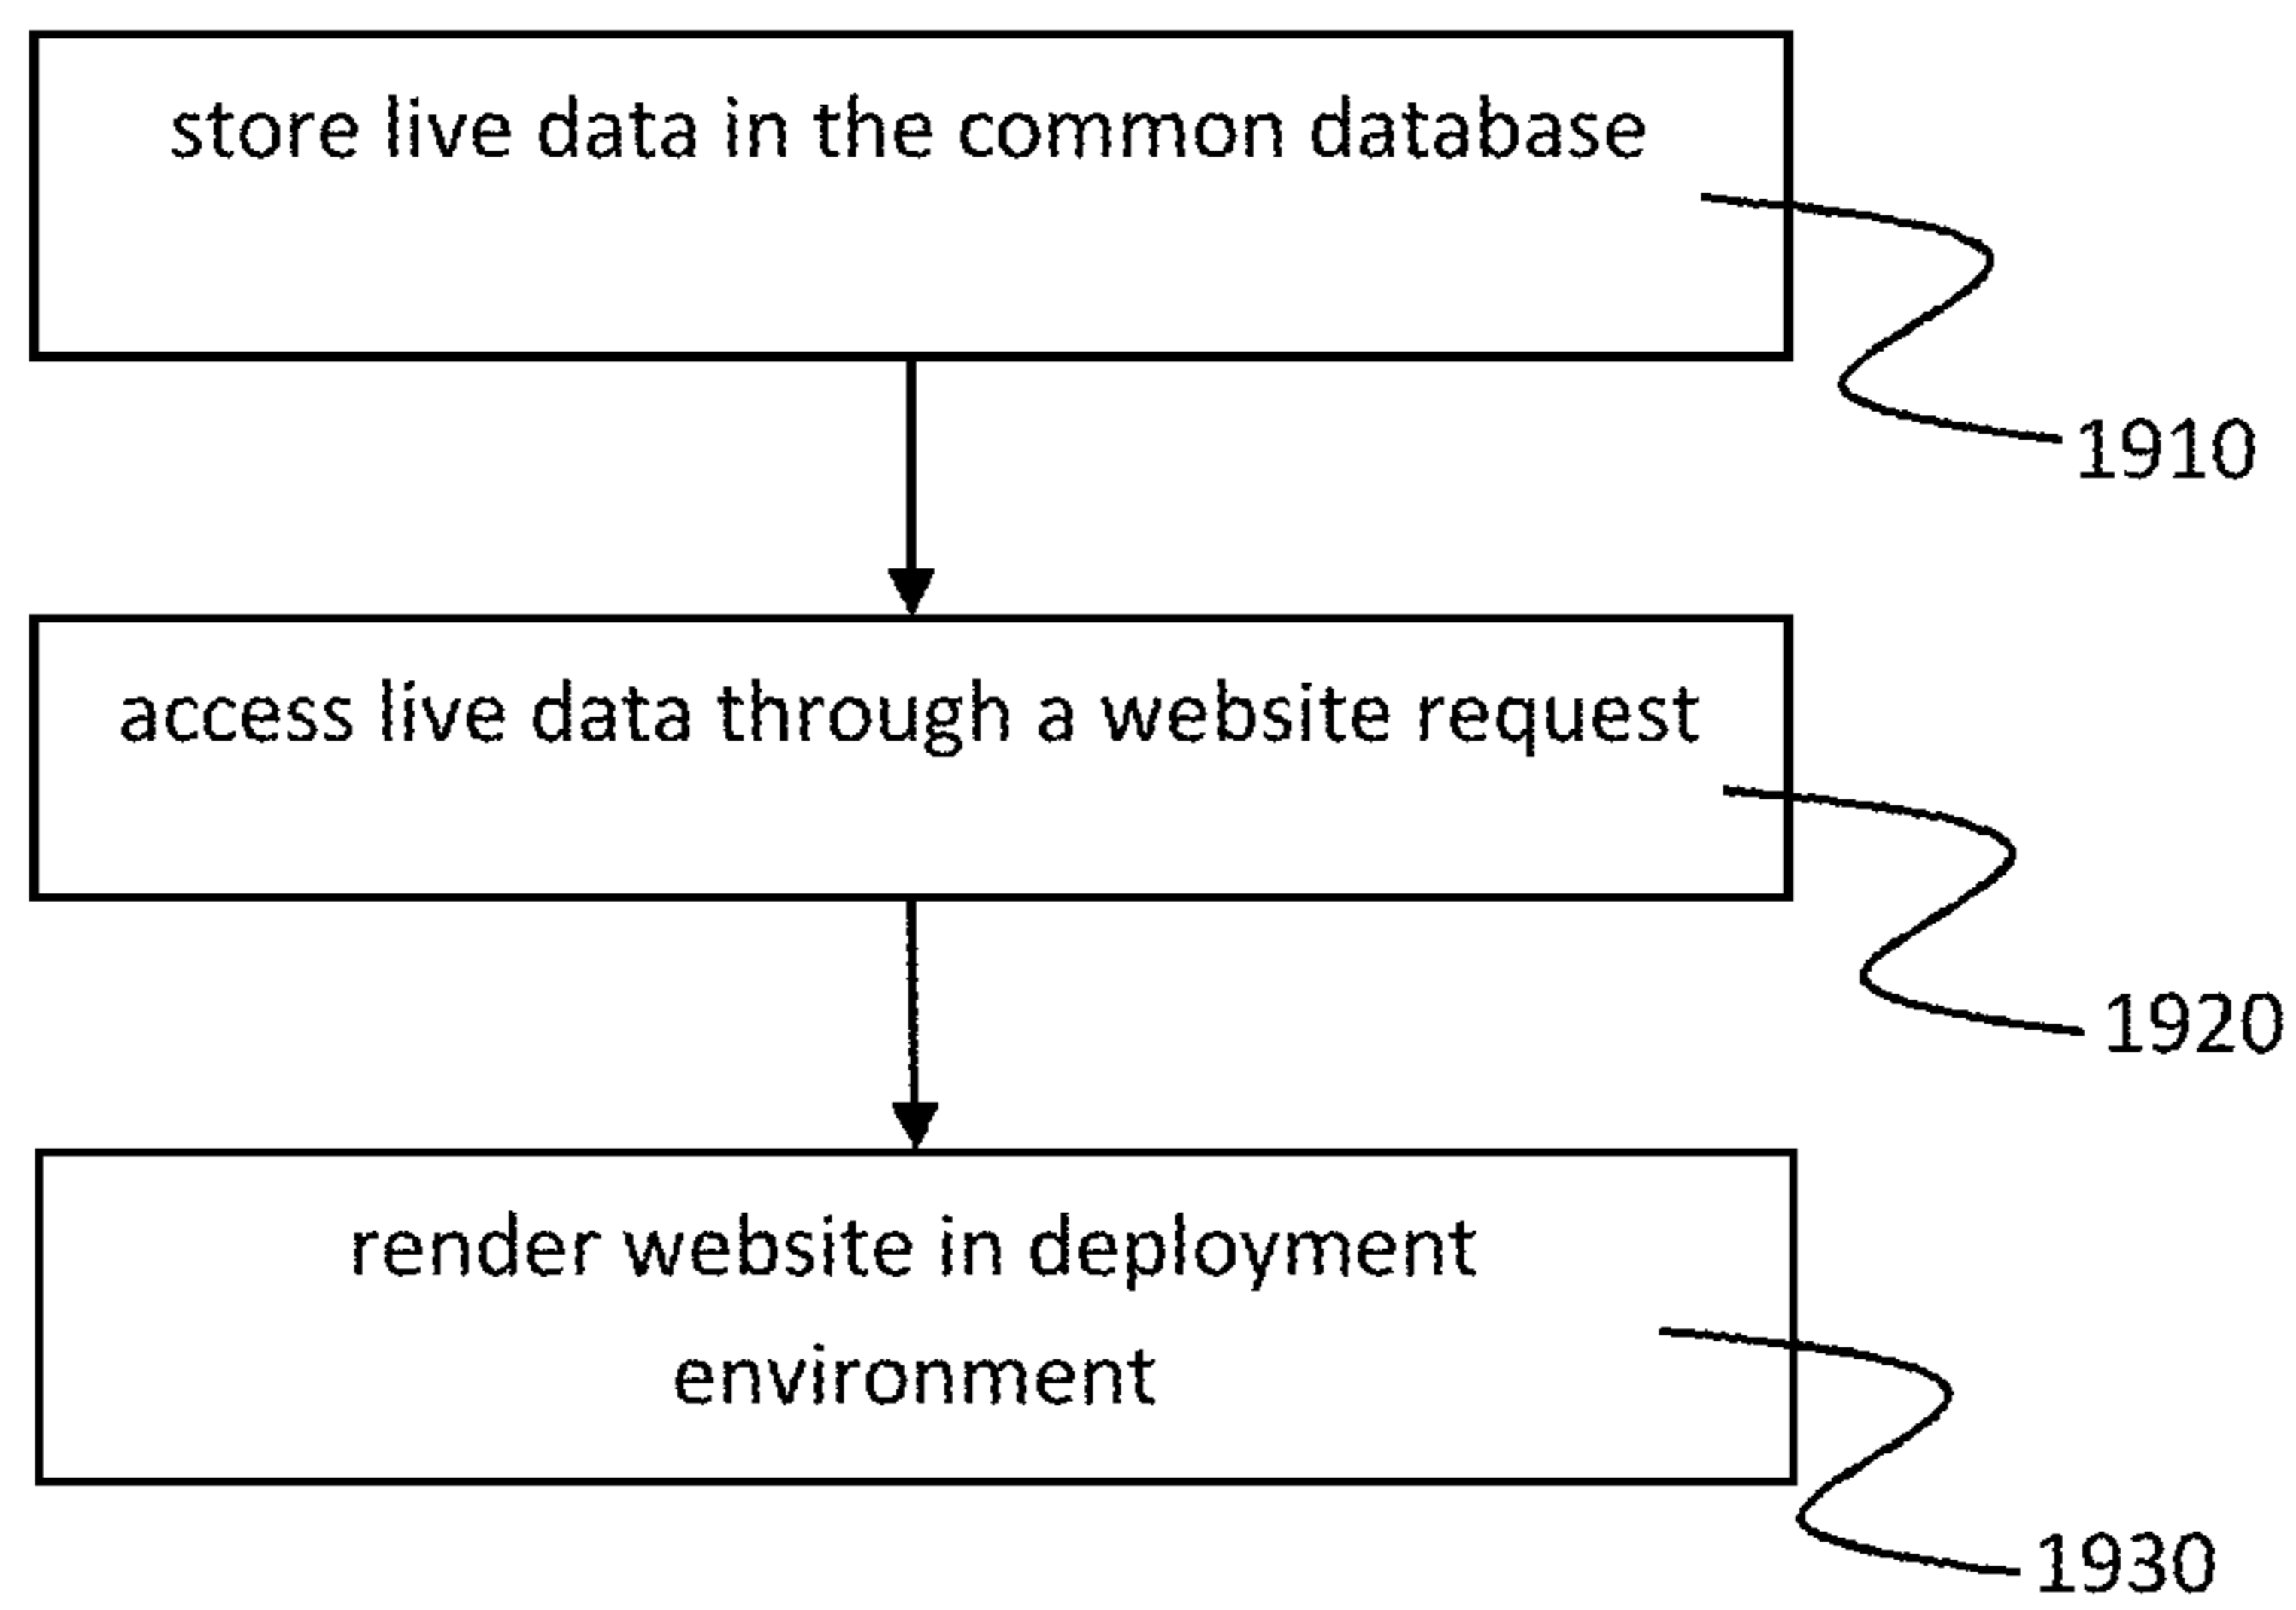 store live data in the common database
1910
access live data through a website request
1920
render website in deployment
environment
1930